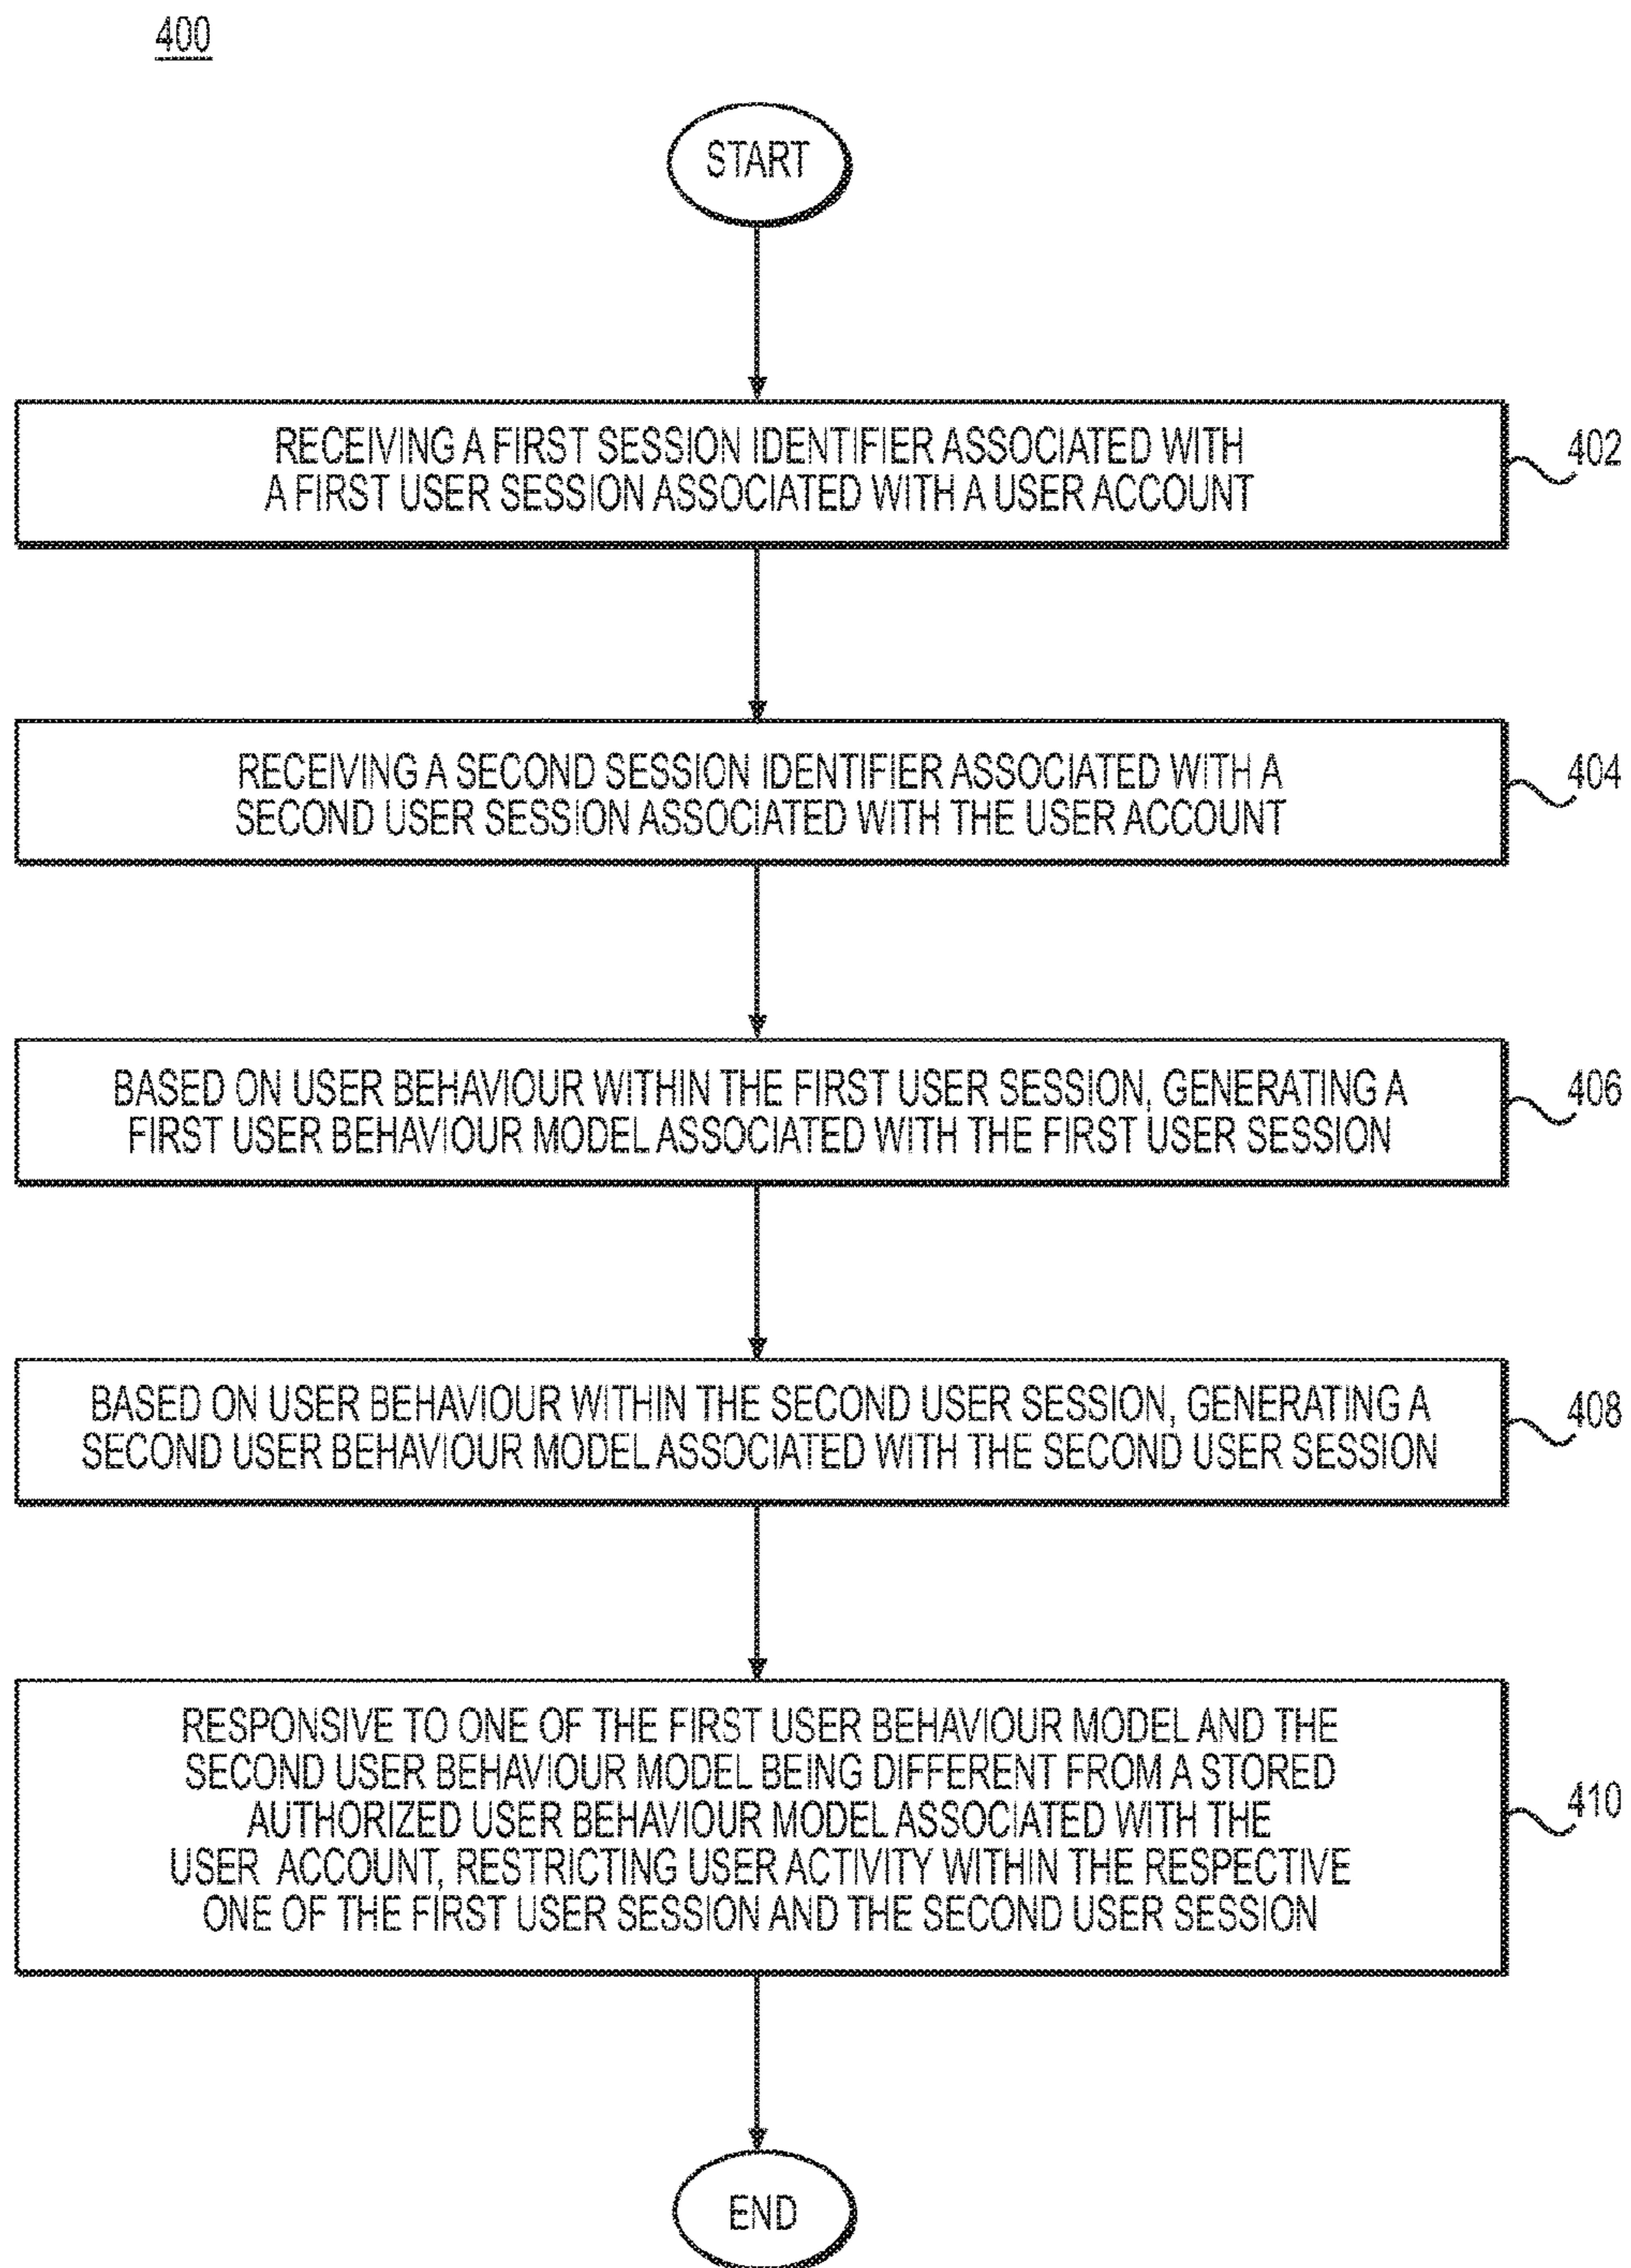 400
START
RECEIVING A FIRST SESSION IDENTIFIER ASSOCIATED WITH
A FIRST USER SESSION ASSOCIATED WITH A USER ACCOUNT
402
RECEIVING A SECOND SESSION IDENTIFIER ASSOCIATED WITH A
SECOND USER SESSION ASSOCIATED WITH THE USER ACCOUNT
404
BASED ON USER BEHAVIOUR WITHIN THE FIRST USER SESSION, GENERATING A
FIRST USER BEHAVIOUR MODEL ASSOCIATED WITH THE FIRST USER SESSION
406
BASED ON USER BEHAVIOUR WITHIN THE SECOND USER SESSION, GENERATING A
SECOND USER BEHAVIOUR MODEL ASSOCIATED WITH THE SECOND USER SESSION
408
RESPONSIVE TO ONE OF THE FIRST USER BEHAVIOUR MODEL AND THE
SECOND USER BEHAVIOUR MODEL BEING DIFFERENT FROM A STORED
AUTHORIZED USER BEHAVIOUR MODEL ASSOCIATED WITH THE
USER ACCOUNT, RESTRICTING USER ACTIVITY WITHIN THE RESPECTIVE
ONE OF THE FIRST USER SESSION AND THE SECOND USER SESSION
410
END